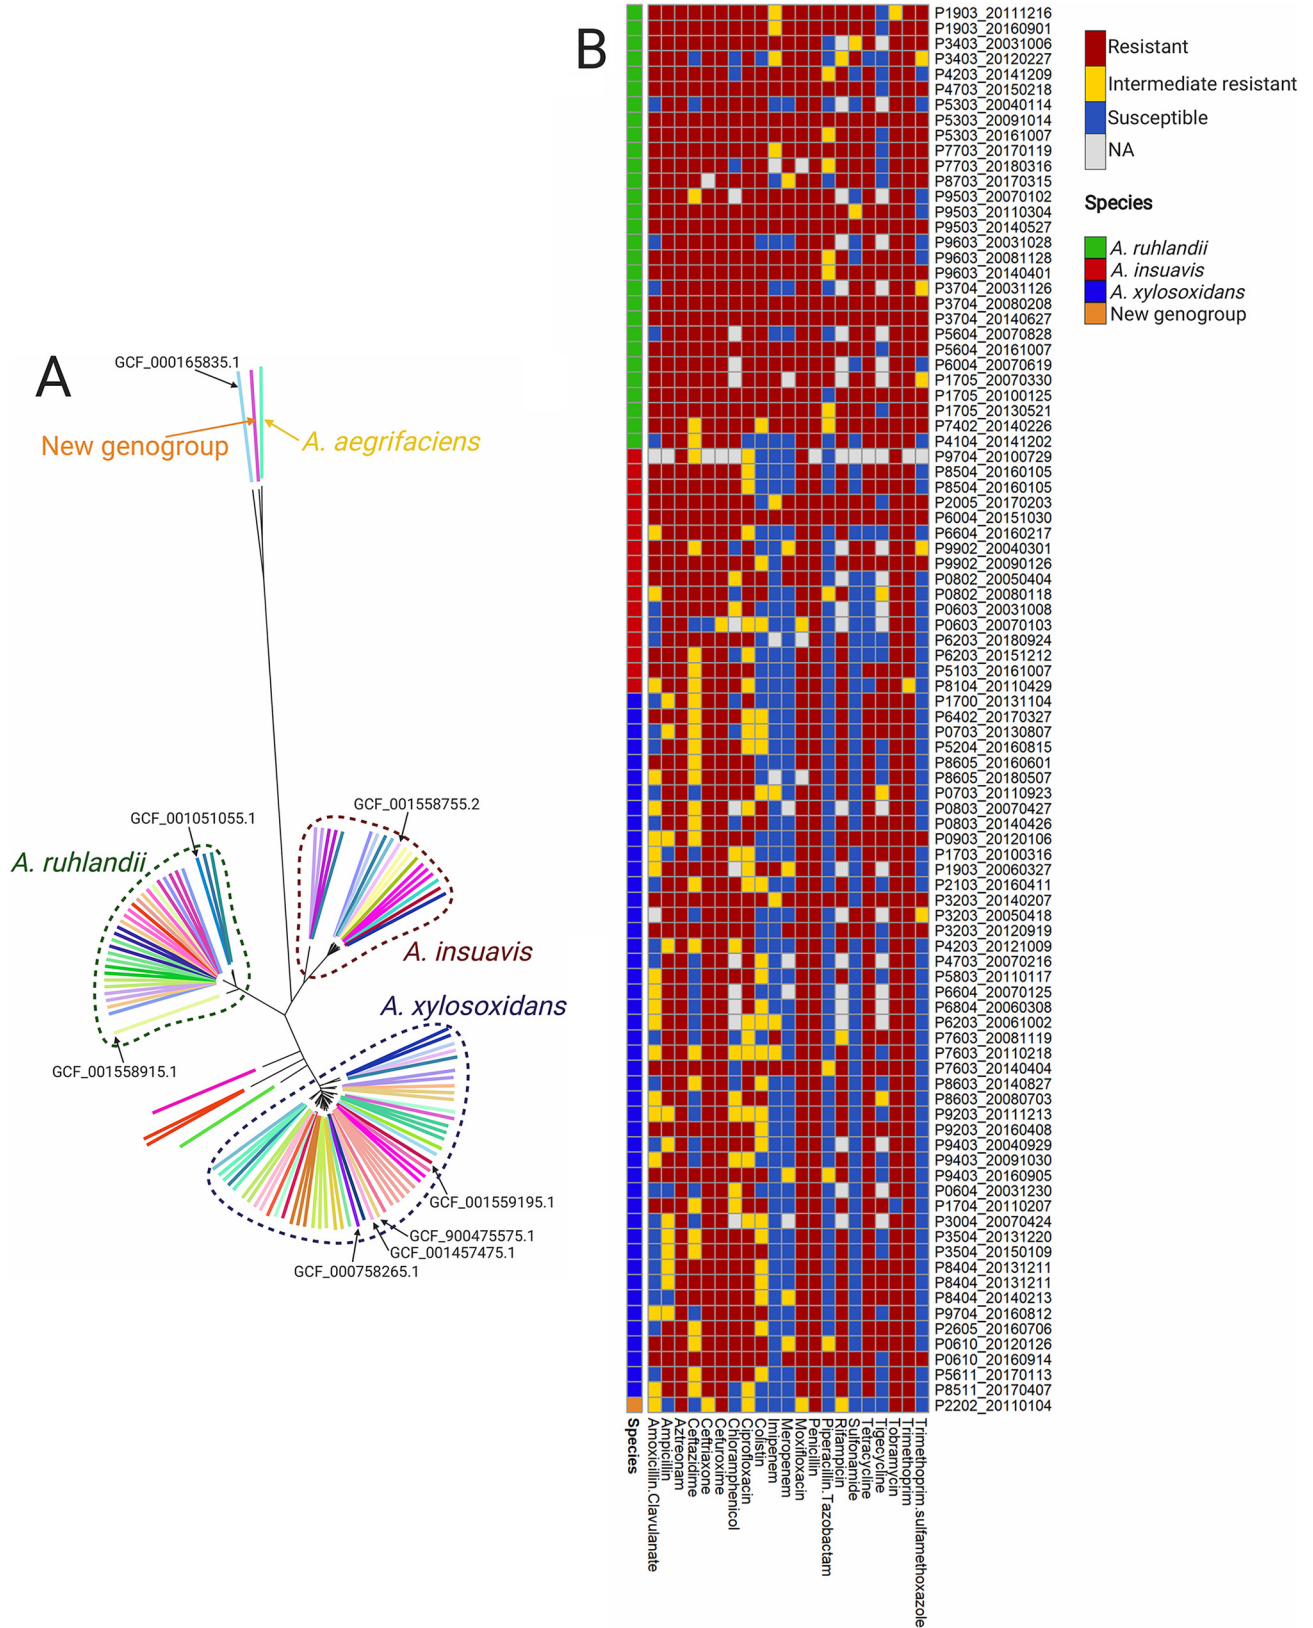 A
GCF_000165835.1
New genogroup
A. aegrifaciens
GCF_001558755.2
GCF_001051055.1
A. ruhlandii
A. insuavis
A. xylosoxidans
GCF_001558915.1
GCF_001559195.1
GCF_900475575.1
GCF_001457475.1
GCF_000758265.1
B
P1903_20111216
P1903_20160901
P3403_20031006
P3403_20120227
P4203_20141209
P4703_20150218
P5303_20040114
P5303_20091014
P5303_20161007
P7703_20170119
P7703_20180316
P8703_20170315
P9503_20070102
P9503_20110304
P9503_20140527
P9603_20031028
P9603_20081128
P9603_20140401
P3704_20031126
P3704_20080208
P3704_20140627
P5604_20070828
P5604_20161007
P6004_20070619
P1705_20070330
P1705_20100125
P1705_20130521
P7402_20140226
P4104_20141202
P9704_20100729
P8504_20160105
P8504_20160105
P2005_20170203
P6004_20151030
P6604_20160217
P9902_20040301
P9902_20090126
P0802_20050404
P0802_20080118
P0603_20031008
P0603_20070103
P6203_20180924
P6203_20151212
P5103_20161007
P8104_20110429
P1700_20131104
P6402_20170327
P0703_20130807
P5204_20160815
P8605_20160601
P8605_20180507
P0703_20110923
P0803_20070427
P0803_20140426
P0903_20120106
P1703_20100316
P1903_20060327
P2103_20160411
P3203_20140207
P3203_20050418
P3203_20120919
P4203_20121009
P4703_20070216
P5803_20110117
P6604_20070125
P6804_20060308
P6203_20061002
P7603_20081119
P7603_20110218
P7603_20140404
P8603_20140827
P8603_20080703
P9203_20111213
P9203_20160408
P9403_20040929
P9403_20091030
P9403_20160905
P0604_20031230
P1704_20110207
P3004_20070424
P3504_20131220
P3504_20150109
P8404_20131211
P8404_20131211
P8404_20140213
P9704_20160812
P2605_20160706
P0610_20120126
P0610_20160914
P5611_20170113
P8511_20170407
P2202_20110104
Species
Amoxicillin.Clavulanate
Ampicillin
Aztreonam
Ceftazidime
Ceftriaxone
Cefuroxime
Chloramphenicol
Ciprofloxacin
Colistin
Imipenem
Meropenem
Moxifloxacin
Penicillin
Piperacillin.Tazobactam
Rifampicin
Sulfonamide
Tetracycline
Tigecycline
Tobramycin
Trimethoprim
Trimethoprim.sulfamethoxazole
Resistant
Intermediate resistant
Susceptible
NA
Species
A. ruhlandii
A. insuavis
A. xylosoxidans
New genogroup